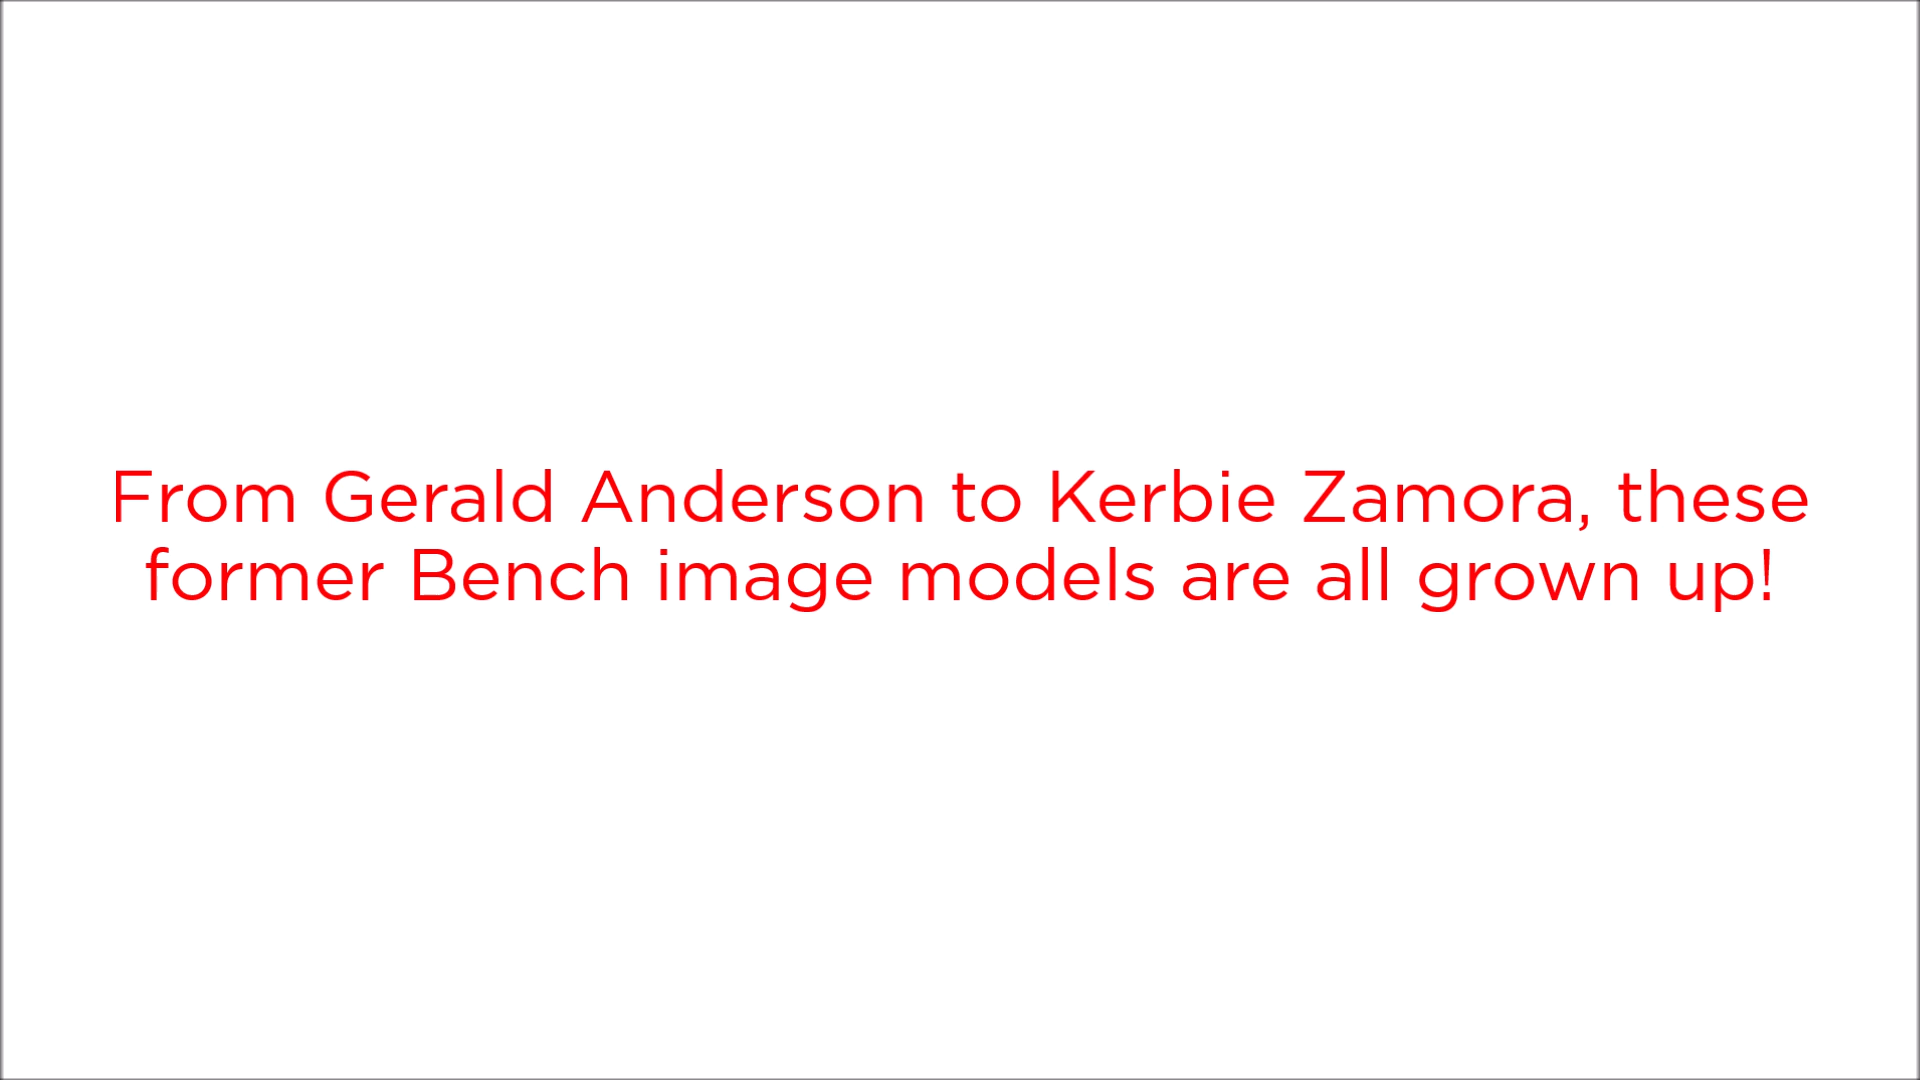 From Gerald Anderson to Kerbie Zamora, these
former Bench image models are all grown up!